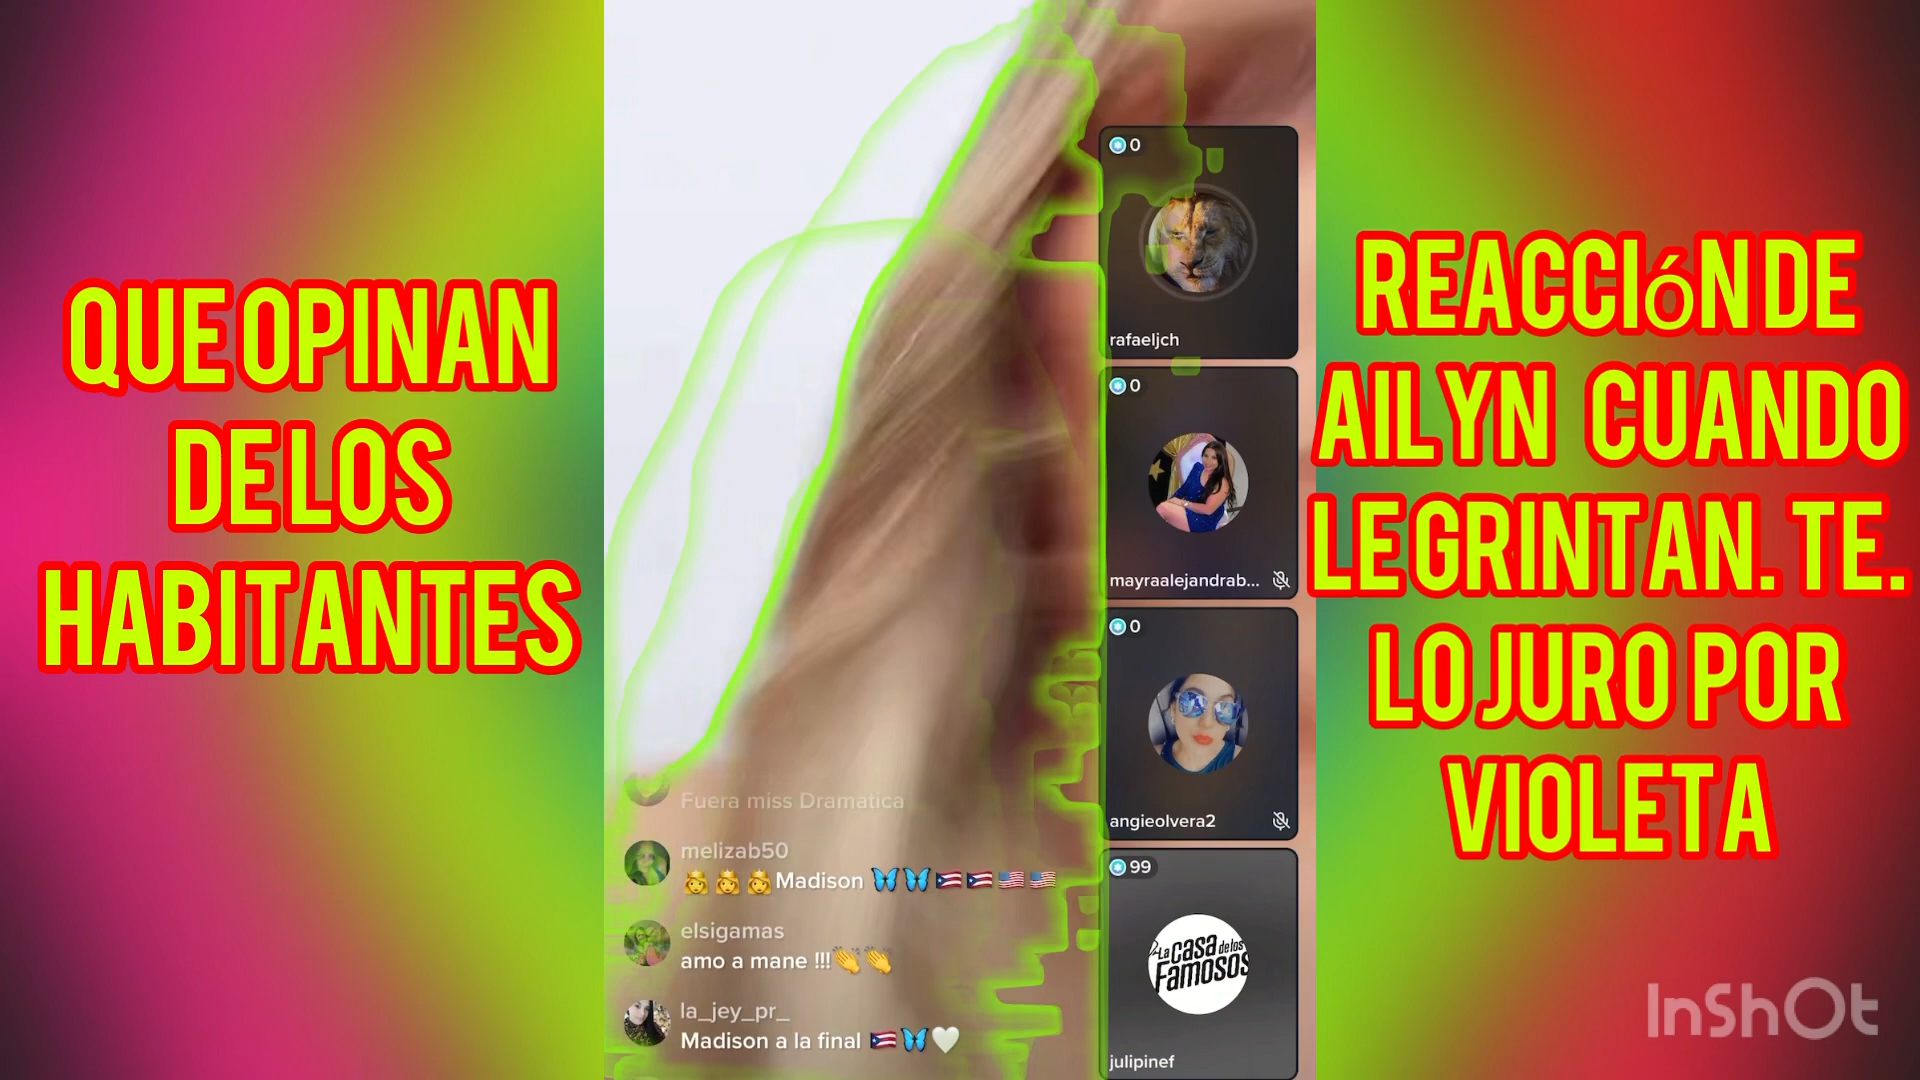 QUE OPINAN
DE LOS
HABITANTES
Fuera miss Dramatica
melizab50
👸👸👸Madison 🦋🦋🇵🇷🇵🇷🇺🇸🇺🇸
elsigamas
amo a mane !!!👏👏
la_jey_pr_
Madison a la final 🇵🇷🦋🤍
0
rafaeljch
0
mayraalejandrab...
0
angieolvera2
99
La casa de los
Famosos
julipinef
REACCIóN DE
AILYN CUANDO
LE GRINTAN. TE.
LO JURO POR
VIOLETA
InShOt